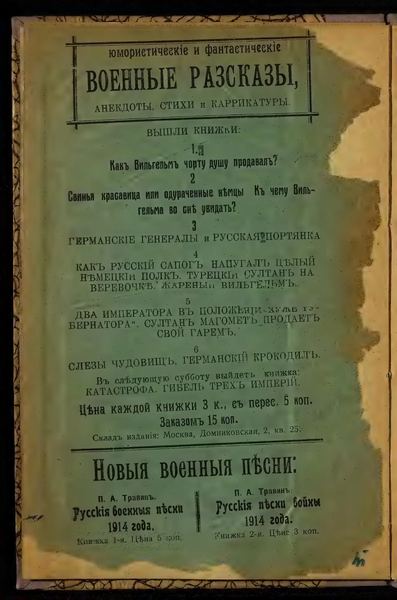 юмористическіе и фантастическіе
ВОЕННЫЕ РАЗСКАЗЫ,
АНЕКДОТЫ, СТИХИ и КАРРИКАТУРЫ.
ВЫШЛИ КНИЖКИ:
1.
Какъ Вильгельмъ чорту душу продавалъ?
2
Свинья красавица или одураченные нѣмцы Къ чему Виль-
гельма во снѣ увидать?
3
ГЕРМАНСКІЕ ГЕНЕРАЛЫ и РУССКАЯ ПОРТЯНКА
4
КАКЪ РУССКІЙ САПОГЪ НАПУГАЛЪ ЦѢЛЫЙ
НѢМЕЦКІЙ ПОЛКЪ. ТУРЕЦКІЙ СУЛТАНЪ НА
ВЕРЕВОЧКѢ. ЖАРЕНЫЙ ВИЛЬГЕЛЬМЪ.
5
ДВА ИМПЕРАТОРА ВЪ ПОЛОЖЕНІИ „ХУЖЕ ГУ-
БЕРНАТОРА“. СУЛТАНЪ МАГОМЕТЪ ПРОДАЕТЪ
СВОЙ ГАРЕМЪ.
6
СЛЕЗЫ ЧУДОВИЩЪ. ГЕРМАНСКІЙ КРОКОДИЛЪ.
Въ слѣдующую субботу выйдетъ книжка:
КАТАСТРОФА. ГИБЕЛЬ ТРЕХЪ ИМПЕРІЙ.
Цѣна каждой книжки 3 к., съ перес. 5 коп.
Заказомъ 15 коп.
Складъ изданія: Москва, Домниковская, 2, кв. 25.
Новыя военныя пѣсни:
П. А. Травинъ.
Русскія военныя пѣсни
1914 года.
Книжка 1-я. Цѣна 5 коп.
П. А. Травинъ.
Русскія пѣсни войны
1914 года.
Книжка 2-я. Цѣна 3 коп.